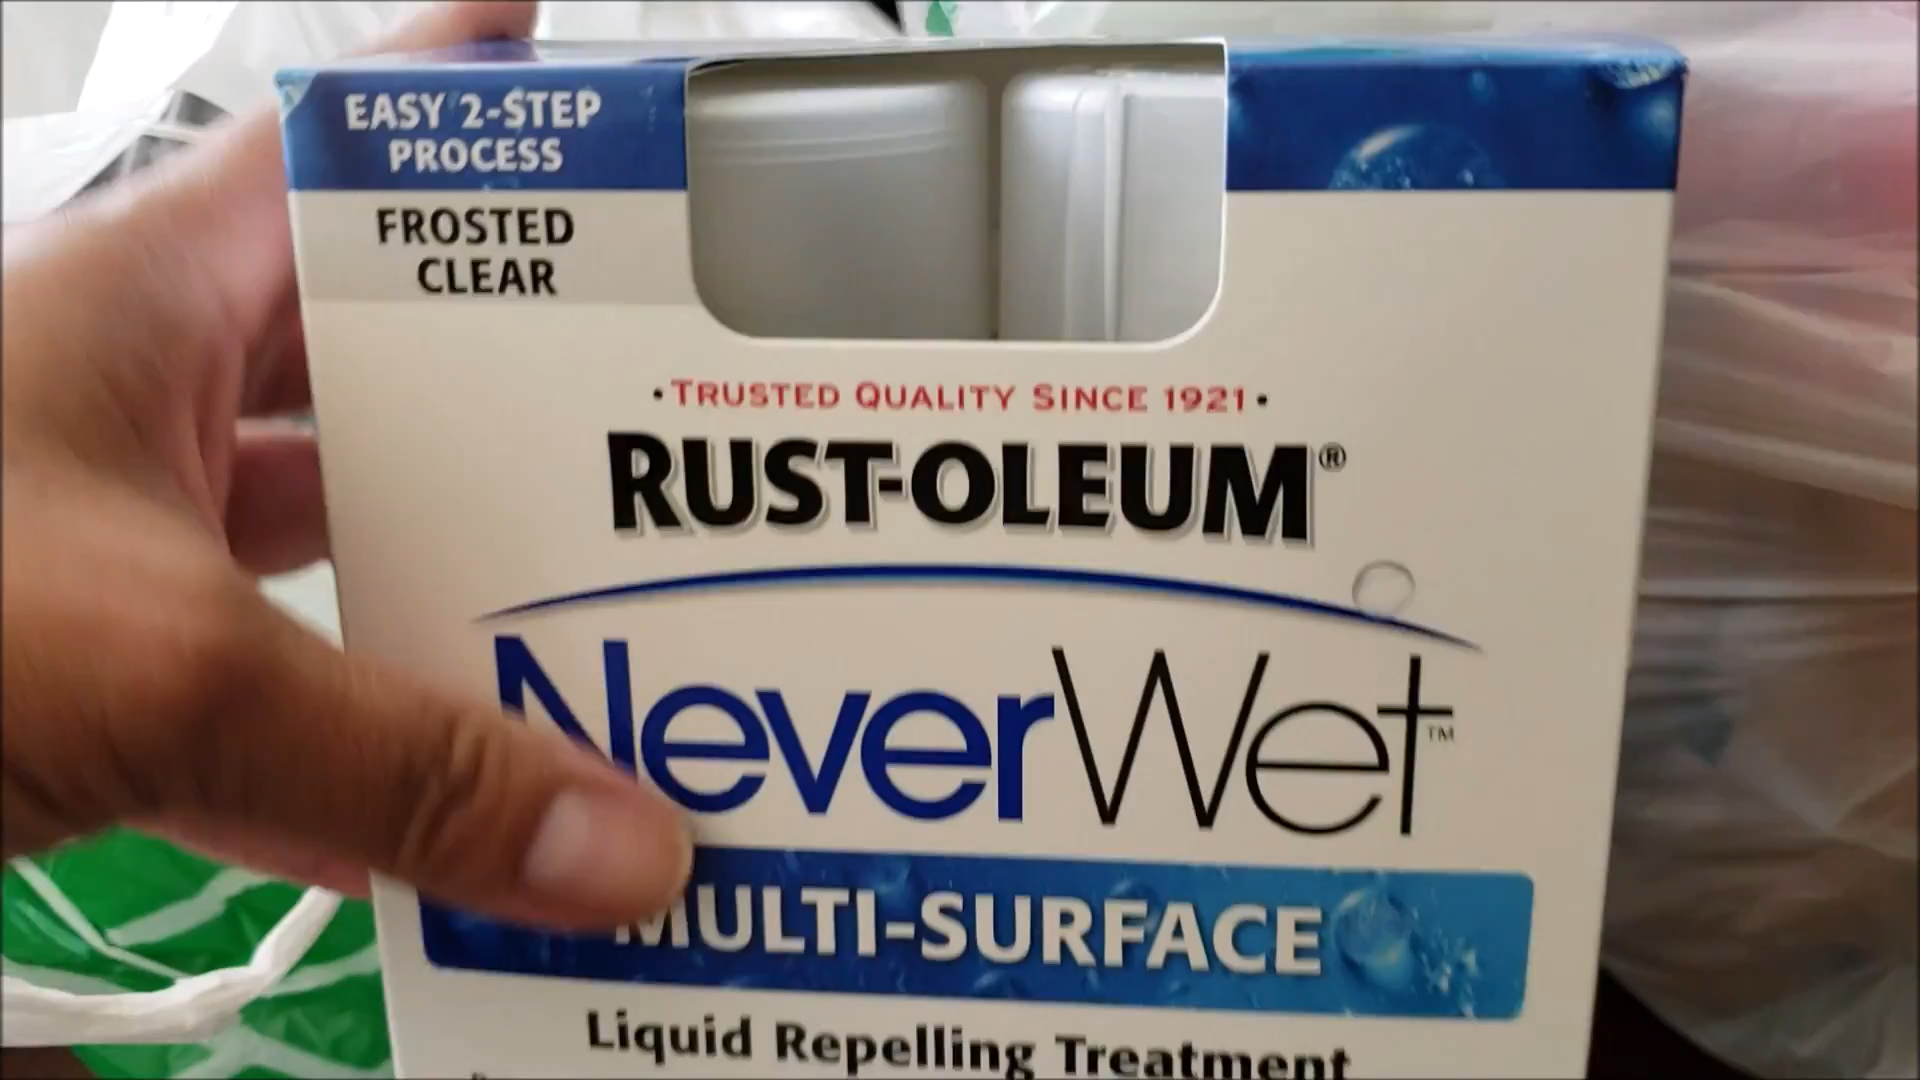 EASY 2-STEP
PROCESS
FROSTED
CLEAR
• TRUSTED QUALITY SINCE 1921 •
RUST-OLEUM®
NeverWet™
MULTI-SURFACE
Liquid Repelling Treatment